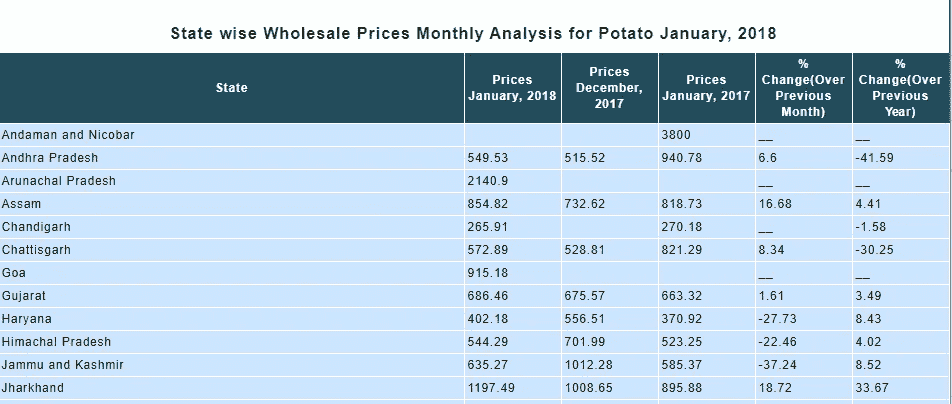 State wise Wholesale Prices Monthly Analysis for Potato January, 2018
State Prices January, 2018 Prices December, 2017 Prices January, 2017 % Change(Over Previous Month) % Change(Over Previous Year)
Andaman and Nicobar 3800 __ __
Andhra Pradesh 549.53 515.52 940.78 6.6 -41.59
Arunachal Pradesh 2140.9 __ __
Assam 854.82 732.62 818.73 16.68 4.41
Chandigarh 265.91 270.18 __ -1.58
Chattisgarh 572.89 528.81 821.29 8.34 -30.25
Goa 915.18 __ __
Gujarat 686.46 675.57 663.32 1.61 3.49
Haryana 402.18 556.51 370.92 -27.73 8.43
Himachal Pradesh 544.29 701.99 523.25 -22.46 4.02
Jammu and Kashmir 635.27 1012.28 585.37 -37.24 8.52
Jharkhand 1197.49 1008.65 895.88 18.72 33.67